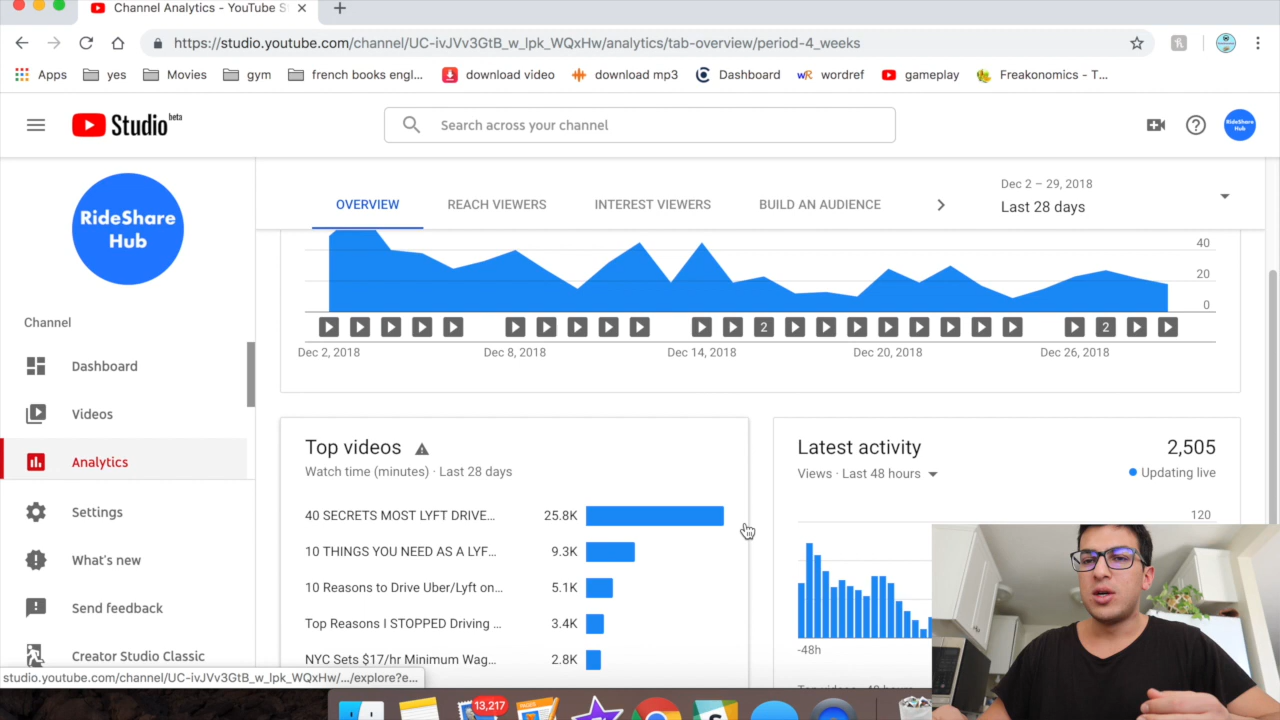 Channel Analytics - YouTube S
https://studio.youtube.com/channel/UC-ivJVv3GtB_w_lpk_WQxHw/analytics/tab-overview/period-4_weeks
Apps yes Movies gym french books engl... download video download mp3 Dashboard wordref gameplay Freakonomics - T...
Studio beta
Search across your channel
RideShare Hub
RideShare
Hub
OVERVIEW REACH VIEWERS INTEREST VIEWERS BUILD AN AUDIENCE
Dec 2 – 29, 2018
Last 28 days
40
20
0
2 2
Dec 2, 2018 Dec 8, 2018 Dec 14, 2018 Dec 20, 2018 Dec 26, 2018
Channel
Dashboard
Videos
Analytics
Settings
What's new
Send feedback
Creator Studio Classic
Top videos
Watch time (minutes) · Last 28 days
40 SECRETS MOST LYFT DRIVE... 25.8K
10 THINGS YOU NEED AS A LYF... 9.3K
10 Reasons to Drive Uber/Lyft on... 5.1K
Top Reasons I STOPPED Driving ... 3.4K
NYC Sets $17/hr Minimum Wag... 2.8K
Latest activity 2,505
Views · Last 48 hours Updating live
120
-48h
studio.youtube.com/channel/UC-ivJVv3GtB_w_lpk_WQxHw/.../explore?e...
13,217
PAGES